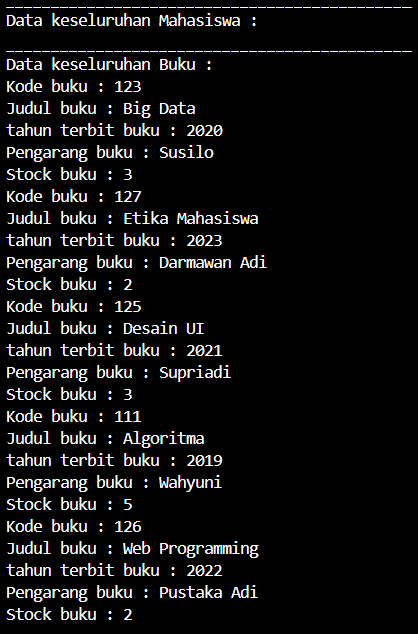 Data keseluruhan Mahasiswa :
Data keseluruhan Buku :
Kode buku : 123
Judul buku : Big Data
tahun terbit buku : 2020
Pengarang buku : Susilo
Stock buku : 3
Kode buku : 127
Judul buku : Etika Mahasiswa
tahun terbit buku : 2023
Pengarang buku : Darmawan Adi
Stock buku : 2
Kode buku : 125
Judul buku : Desain UI
tahun terbit buku : 2021
Pengarang buku : Supriadi
Stock buku : 3
Kode buku : 111
Judul buku : Algoritma
tahun terbit buku : 2019
Pengarang buku : Wahyuni
Stock buku : 5
Kode buku : 126
Judul buku : Web Programming
tahun terbit buku : 2022
Pengarang buku : Pustaka Adi
Stock buku : 2